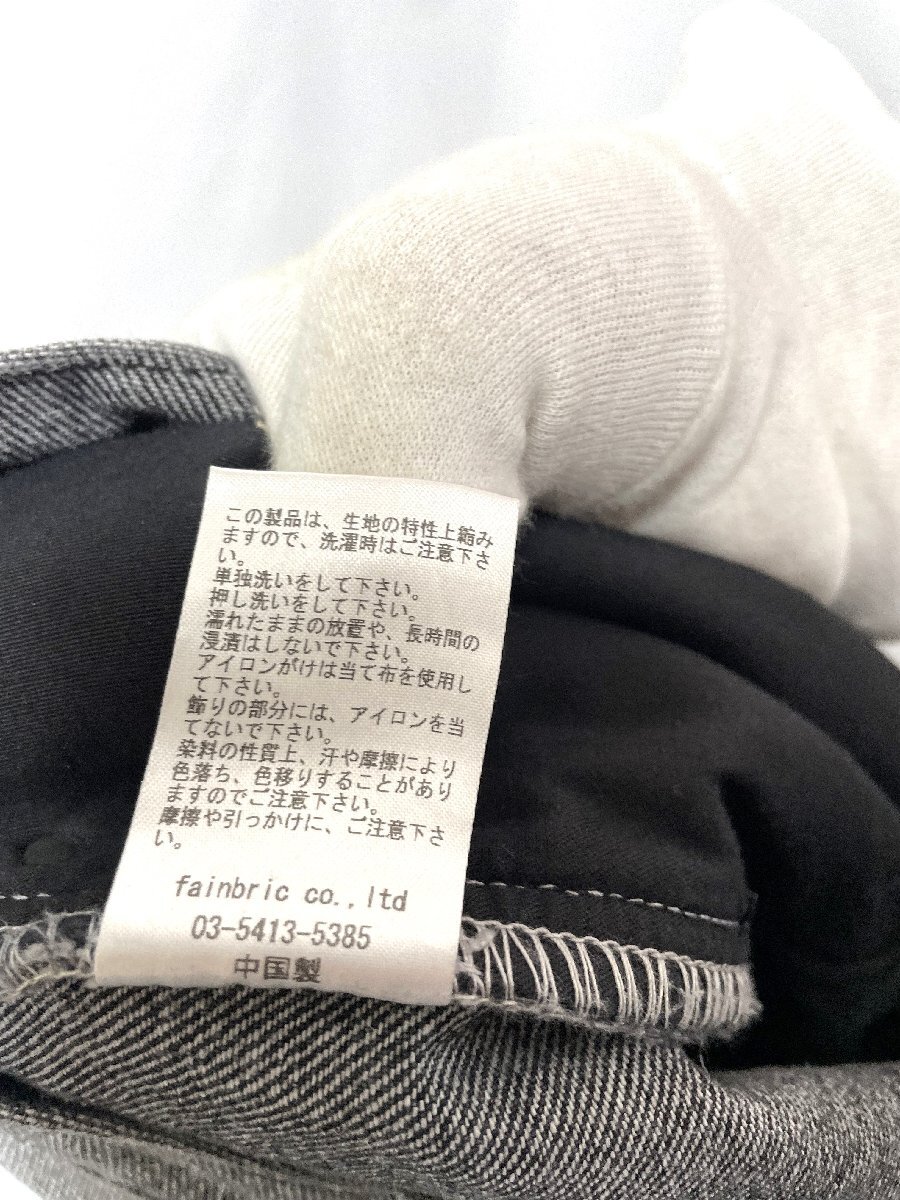 この製品は、生地の特性上縮み
ますので、洗濯時はご注意下さ
い。
単独洗いをして下さい。
押し洗いをして下さい。
濡れたままの放置や、長時間の
浸漬はしないで下さい。
アイロンがけは当て布を使用し
て下さい。
飾りの部分には、アイロンを当
てないで下さい。
染料の性質上、汗や摩擦により
色落ち、色移りすることがあり
ますのでご注意下さい。
摩擦や引っかけに、ご注意下さ
い。
fainbric co.,ltd
03-5413-5385
中国製